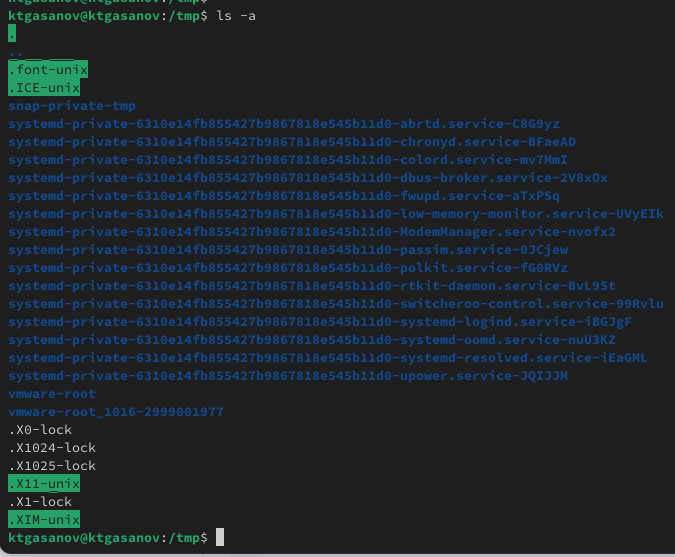 ktgasanov@ktgasanov:/tmp$ ls -a
.
..
.font-unix
.ICE-unix
snap-private-tmp
systemd-private-6310e14fb855427b9867818e545b11d0-abrtd.service-C8G9yz
systemd-private-6310e14fb855427b9867818e545b11d0-chronyd.service-BFaeAD
systemd-private-6310e14fb855427b9867818e545b11d0-colord.service-mv7MmI
systemd-private-6310e14fb855427b9867818e545b11d0-dbus-broker.service-2V8xOx
systemd-private-6310e14fb855427b9867818e545b11d0-fwupd.service-aTxPSq
systemd-private-6310e14fb855427b9867818e545b11d0-low-memory-monitor.service-UVyEIk
systemd-private-6310e14fb855427b9867818e545b11d0-ModemManager.service-nvofx2
systemd-private-6310e14fb855427b9867818e545b11d0-passim.service-0JCjew
systemd-private-6310e14fb855427b9867818e545b11d0-polkit.service-fG0RVz
systemd-private-6310e14fb855427b9867818e545b11d0-rtkit-daemon.service-BvL9St
systemd-private-6310e14fb855427b9867818e545b11d0-switcheroo-control.service-99Rvlu
systemd-private-6310e14fb855427b9867818e545b11d0-systemd-logind.service-iBGJgF
systemd-private-6310e14fb855427b9867818e545b11d0-systemd-oomd.service-nuU3KZ
systemd-private-6310e14fb855427b9867818e545b11d0-systemd-resolved.service-iEaGML
systemd-private-6310e14fb855427b9867818e545b11d0-upower.service-JQIJJM
vmware-root
vmware-root_1016-2999001977
.X0-lock
.X1024-lock
.X1025-lock
.X11-unix
.X1-lock
.XIM-unix
ktgasanov@ktgasanov:/tmp$